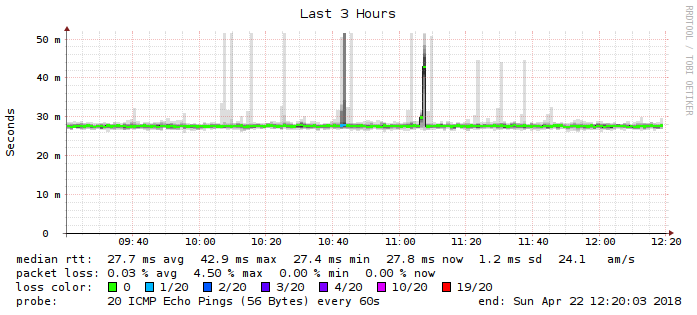 Last 3 Hours
RRDTOOL / TOBI OETIKER
Seconds
50 m
40 m
30 m
20 m
10 m
0
09:40 10:00 10:20 10:40 11:00 11:20 11:40 12:00 12:20
median rtt: 27.7 ms avg 42.9 ms max 27.4 ms min 27.8 ms now 1.2 ms sd 24.1 am/s
packet loss: 0.03 % avg 4.50 % max 0.00 % min 0.00 % now
loss color: 0 1/20 2/20 3/20 4/20 10/20 19/20
probe: 20 ICMP Echo Pings (56 Bytes) every 60s end: Sun Apr 22 12:20:03 2018